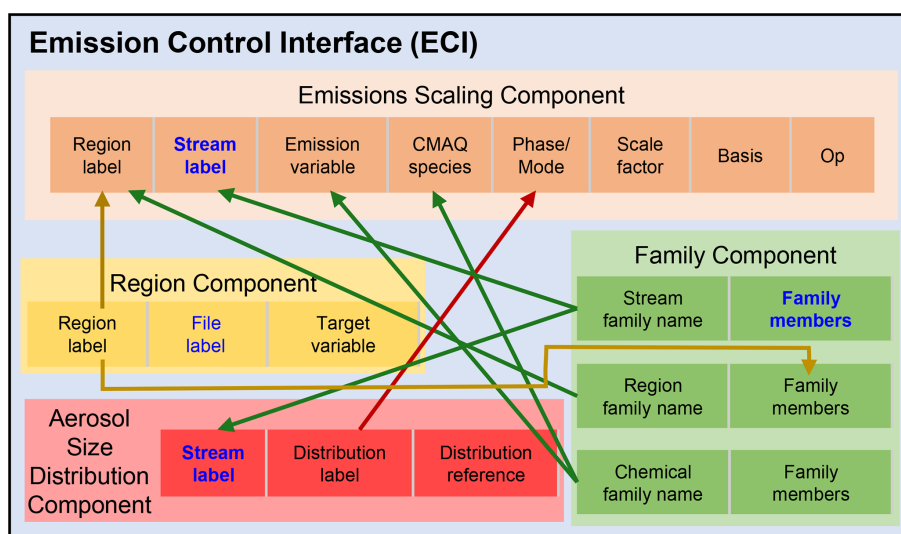 Emission Control Interface (ECI)
Emissions Scaling Component
Region
label
Stream
label
Emission
variable
CMAQ
species
Phase/
Mode
Scale
factor
Basis
Op
Region Component
Region
label
File
label
Target
variable
Family Component
Stream
family name
Family
members
Region
family name
Family
members
Chemical
family name
Family
members
Aerosol
Size
Distribution
Component
Stream
label
Distribution
label
Distribution
reference